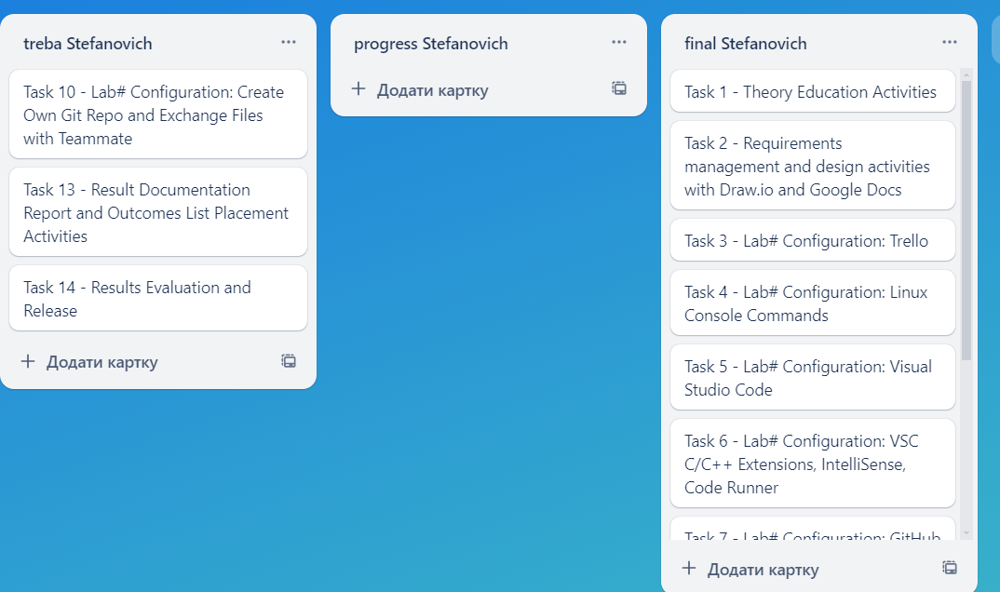 treba Stefanovich
Task 10 - Lab# Configuration: Create
Own Git Repo and Exchange Files
with Teammate
Task 13 - Result Documentation
Report and Outcomes List Placement
Activities
Task 14 - Results Evaluation and
Release
Додати картку
progress Stefanovich
Додати картку
final Stefanovich
Task 1 - Theory Education Activities
Task 2 - Requirements
management and design activities
with Draw.io and Google Docs
Task 3 - Lab# Configuration: Trello
Task 4 - Lab# Configuration: Linux
Console Commands
Task 5 - Lab# Configuration: Visual
Studio Code
Task 6 - Lab# Configuration: VSC
C/C++ Extensions, IntelliSense,
Code Runner
Task 7 - Lab# Configuration: GitHub
Додати картку